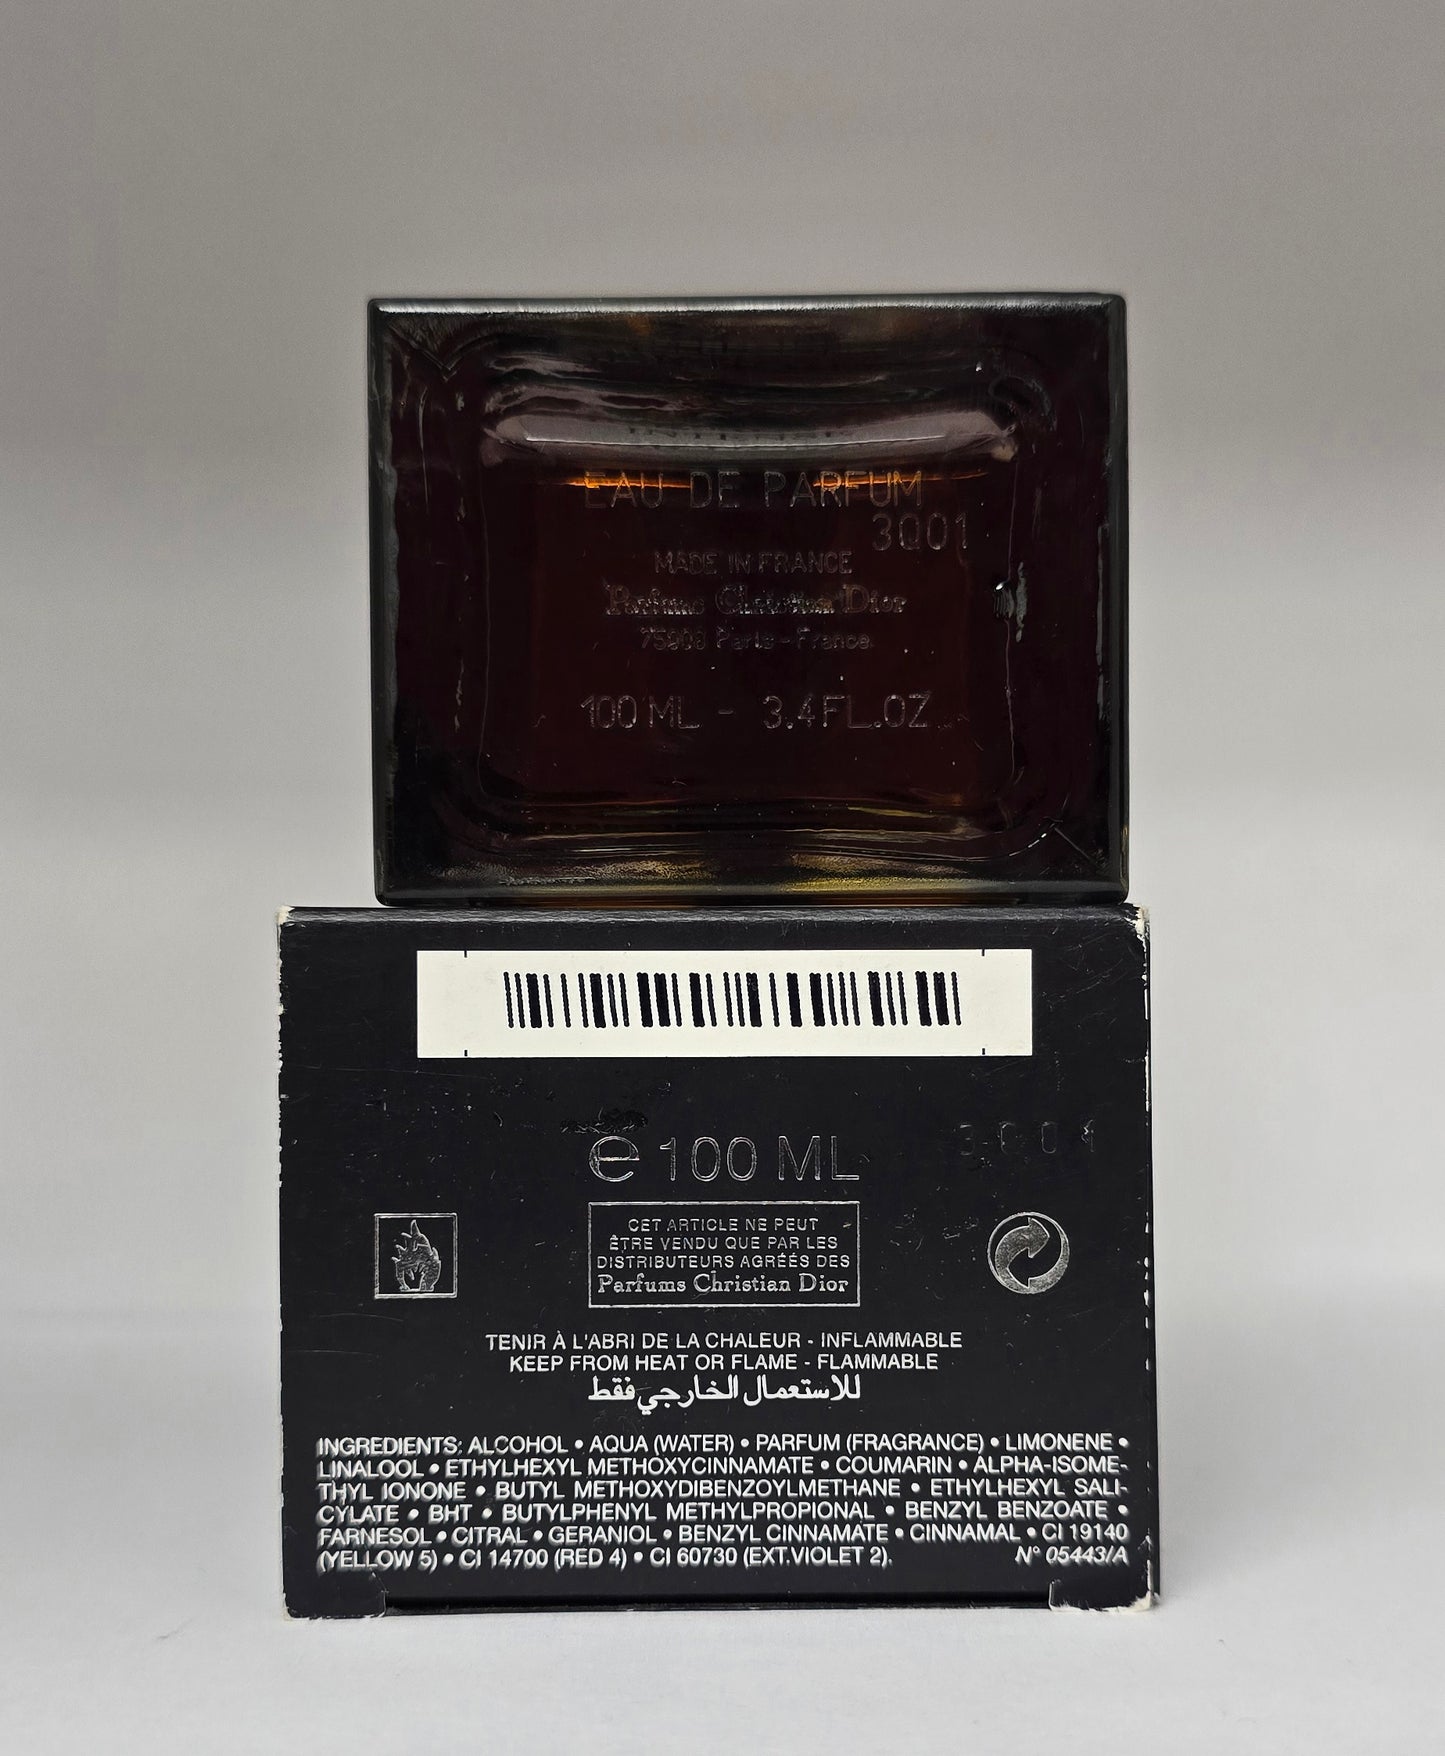 EAU DE PARFUM
3Q01
MADE IN FRANCE
Parfums Christian Dior
75008 Paris - France
100 ML - 3.4 FL.OZ
e 100 ML
CET ARTICLE NE PEUT
ÊTRE VENDU QUE PAR LES
DISTRIBUTEURS AGRÉÉS DES
Parfums Christian Dior
TENIR À L'ABRI DE LA CHALEUR - INFLAMMABLE
KEEP FROM HEAT OR FLAME - FLAMMABLE
للاستعمال الخارجي فقط
INGREDIENTS: ALCOHOL • AQUA (WATER) • PARFUM (FRAGRANCE) • LIMONENE •
LINALOOL • ETHYLHEXYL METHOXYCINNAMATE • COUMARIN • ALPHA-ISOME-
THYL IONONE • BUTYL METHOXYDIBENZOYLMETHANE • ETHYLHEXYL SALI-
CYLATE • BHT • BUTYLPHENYL METHYLPROPIONAL • BENZYL BENZOATE •
FARNESOL • CITRAL • GERANIOL • BENZYL CINNAMATE • CINNAMAL • CI 19140
(YELLOW 5) • CI 14700 (RED 4) • CI 60730 (EXT.VIOLET 2). N° 05443/A